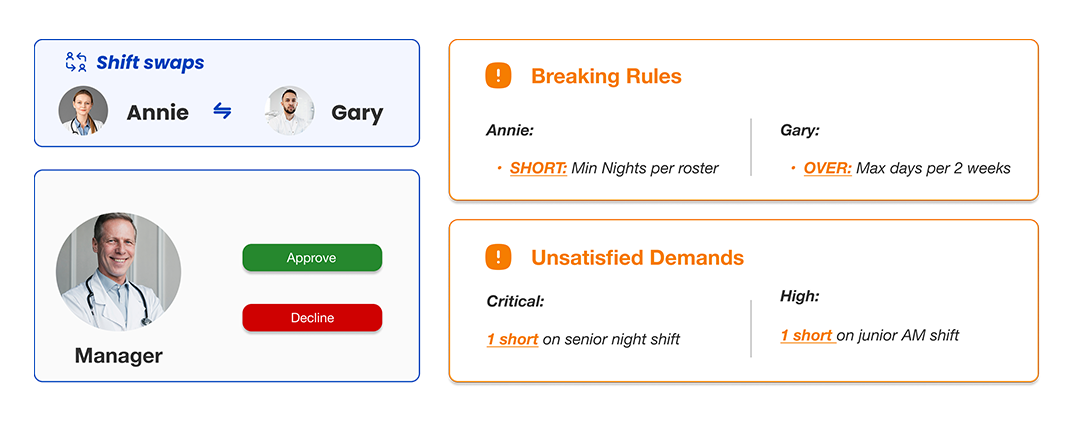 Shift swaps
Annie
Gary
Manager
Approve
Decline
Breaking Rules
Annie:
• SHORT: Min Nights per roster
Gary:
• OVER: Max days per 2 weeks
Unsatisfied Demands
Critical:
1 short on senior night shift
High:
1 short on junior AM shift